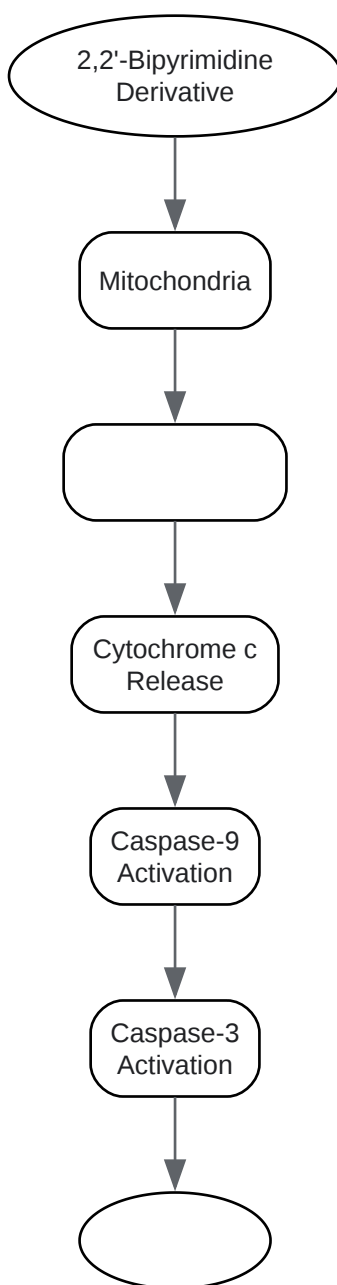 2,2'-Bipyrimidine
Derivative
Mitochondria
Cytochrome c
Release
Caspase-9
Activation
Caspase-3
Activation